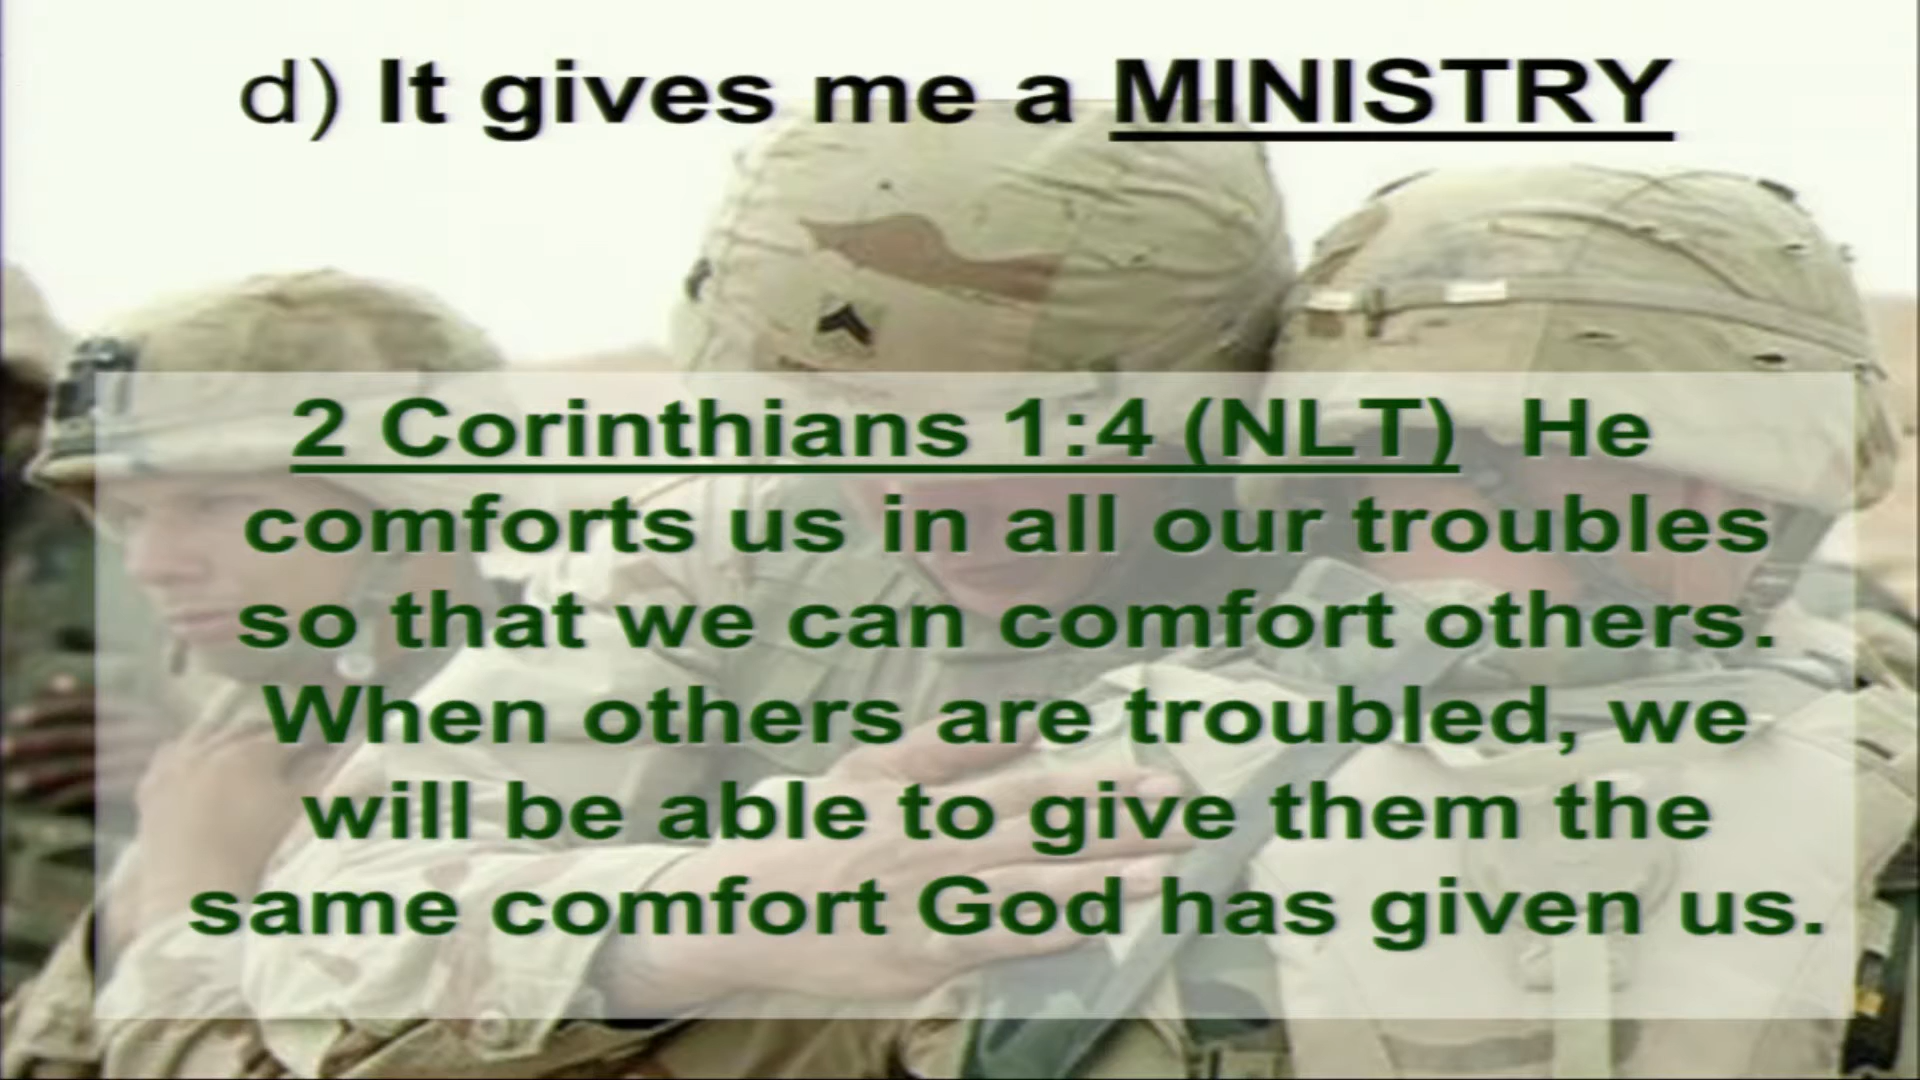 d) It gives me a MINISTRY
2 Corinthians 1:4 (NLT) He
comforts us in all our troubles
so that we can comfort others.
When others are troubled, we
will be able to give them the
same comfort God has given us.